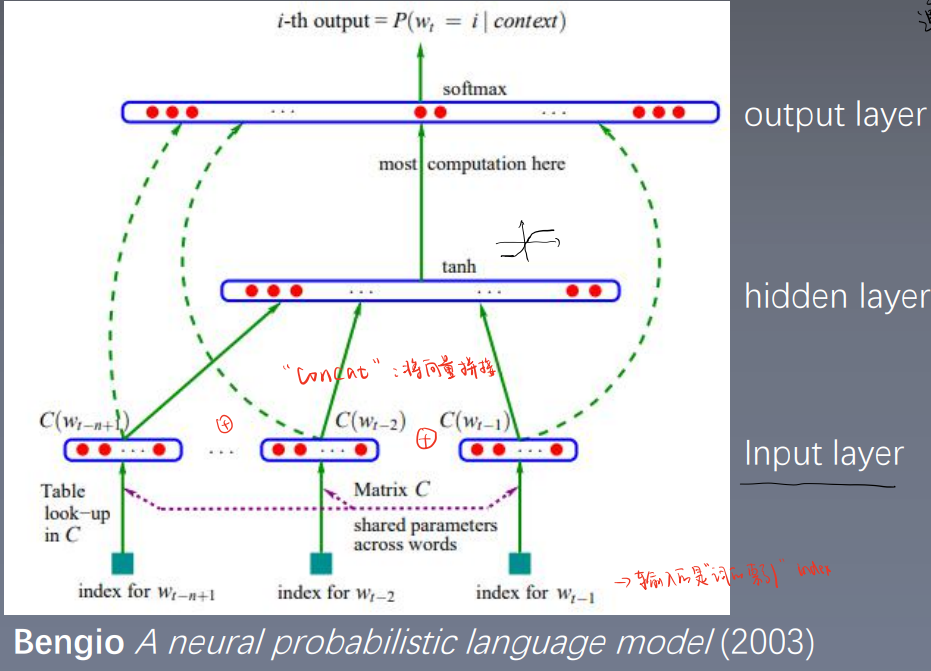 i-th output = P(w_t = i | context)
softmax
output layer
most computation here
tanh
hidden layer
"Concat"：将向量拼接
C(w_{t-n+1})
C(w_{t-2})
C(w_{t-1})
Input layer
Table
look-up
in C
Matrix C
shared parameters
across words
index for w_{t-n+1}
index for w_{t-2}
index for w_{t-1}
→ 输入的是"词的索引" index
Bengio A neural probabilistic language model (2003)